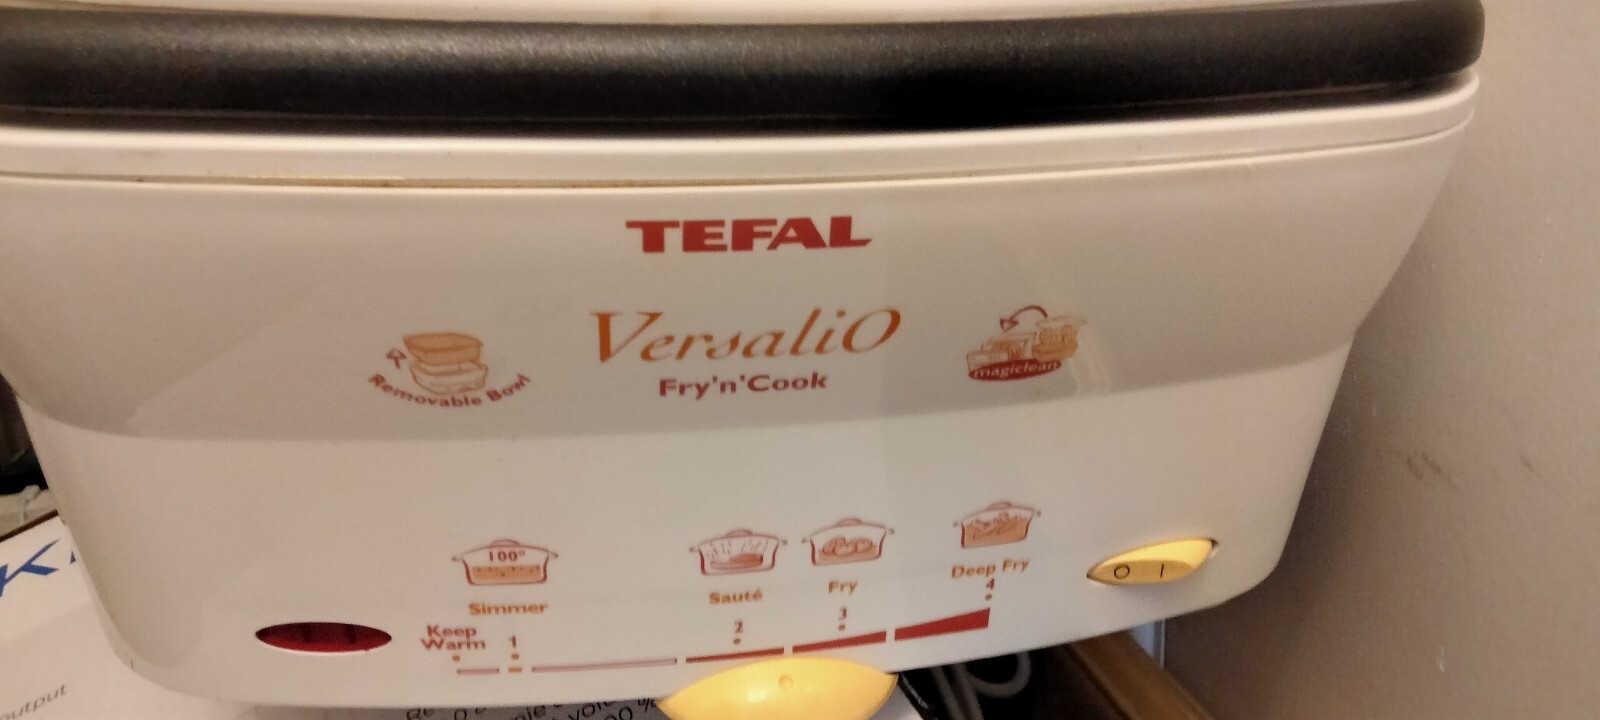 TEFAL
VersaliO
Fry'n'Cook
Removable Bowl
magiclean
100°
Simmer
Sauté
Fry
Deep Fry
Keep
Warm
1
2
3
4
O I
K
output